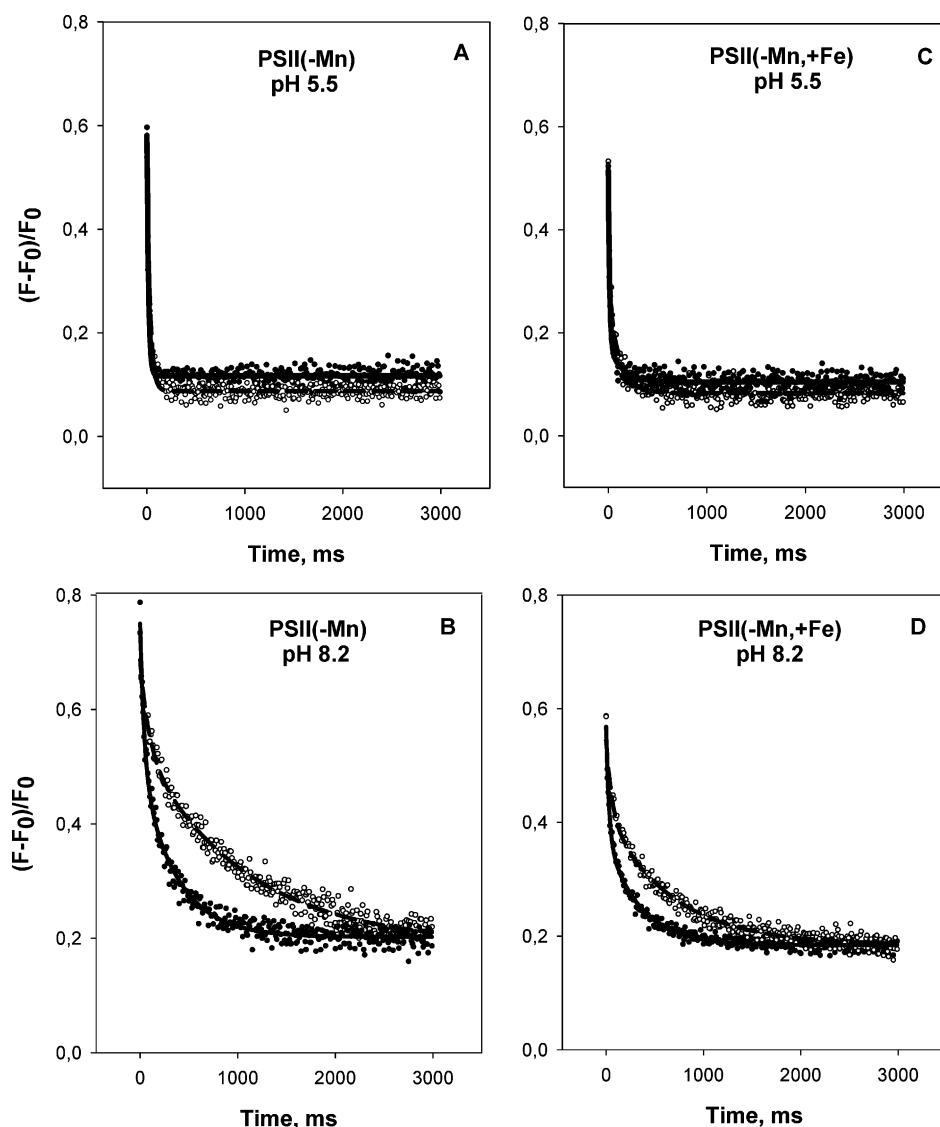 PSII(-Mn)
pH 5.5
A
0,8
0,6
0,4
0,2
0,0
(F-F0)/F0
0 1000 2000 3000
Time, ms
PSII(-Mn,+Fe)
pH 5.5
C
0,8
0,6
0,4
0,2
0,0
0 1000 2000 3000
Time, ms
PSII(-Mn)
pH 8.2
B
0,8
0,6
0,4
0,2
0,0
(F-F0)/F0
0 1000 2000 3000
Time, ms
PSII(-Mn,+Fe)
pH 8.2
D
0,8
0,6
0,4
0,2
0,0
0 1000 2000 3000
Time, ms